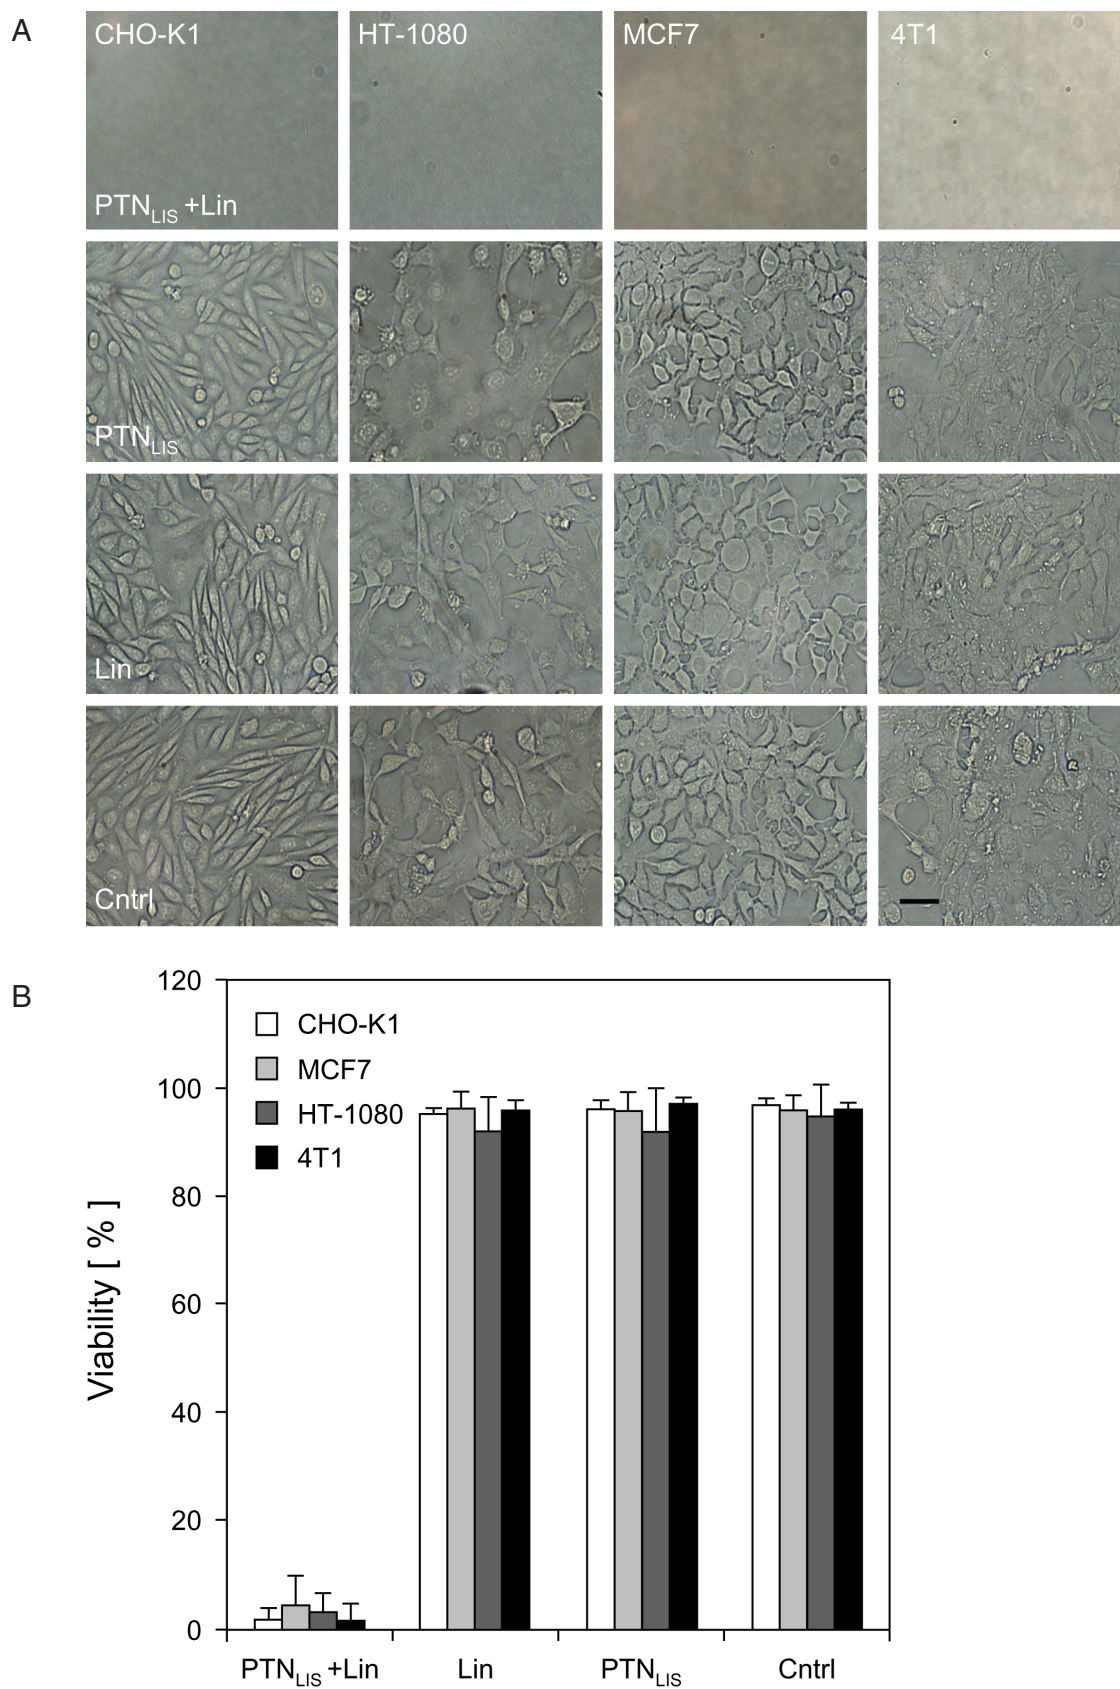 A
CHO-K1 HT-1080 MCF7 4T1
PTNLIS +Lin
PTNLIS
Lin
Cntrl
B
120
100
80
60
40
20
0
Viability [ % ]
CHO-K1
MCF7
HT-1080
4T1
PTNLIS +Lin Lin PTNLIS Cntrl